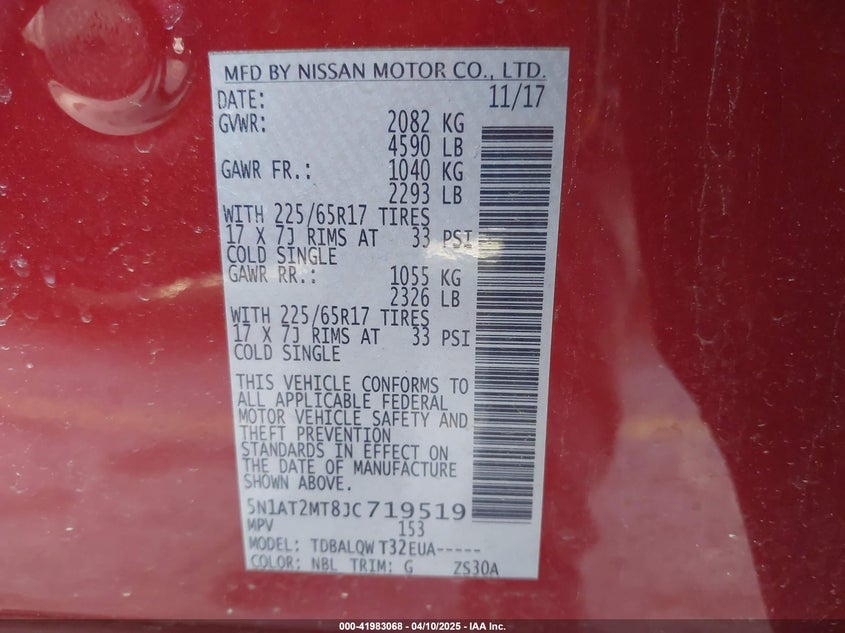 MFD BY NISSAN MOTOR CO., LTD.
DATE: 11/17
GVWR: 2082 KG
4590 LB
GAWR FR.: 1040 KG
2293 LB
WITH 225/65R17 TIRES
17 X 7J RIMS AT 33 PSI
COLD SINGLE
GAWR RR.: 1055 KG
2326 LB
WITH 225/65R17 TIRES
17 X 7J RIMS AT 33 PSI
COLD SINGLE
THIS VEHICLE CONFORMS TO
ALL APPLICABLE FEDERAL
MOTOR VEHICLE SAFETY AND
THEFT PREVENTION
STANDARDS IN EFFECT ON
THE DATE OF MANUFACTURE
SHOWN ABOVE.
5N1AT2MT8JC719519
MPV 153
MODEL: TDBALQW T32EUA-----
COLOR: NBL TRIM: G ZS30A
000-41983068 - 04/10/2025 - IAA Inc.